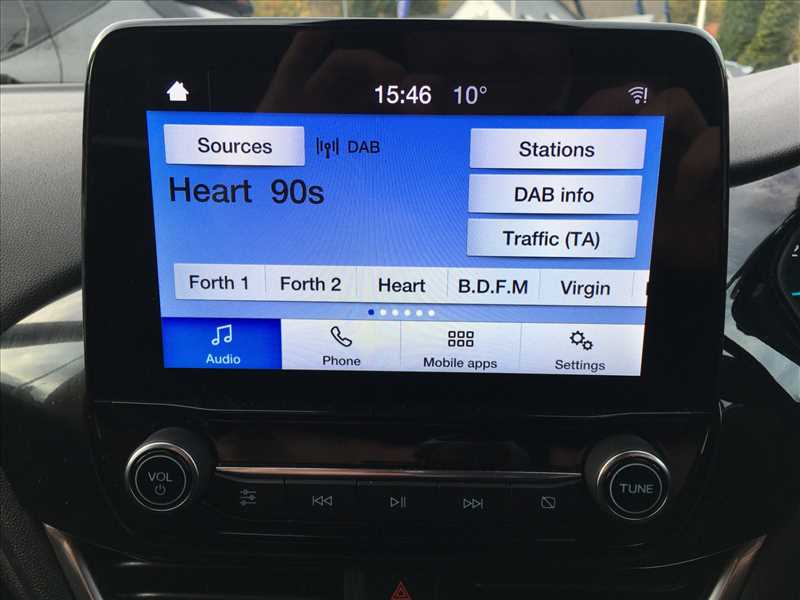 15:46 10°
Sources DAB Stations
Heart 90s
DAB info
Traffic (TA)
Forth 1 Forth 2 Heart B.D.F.M Virgin
Audio Phone Mobile apps Settings
VOL TUNE